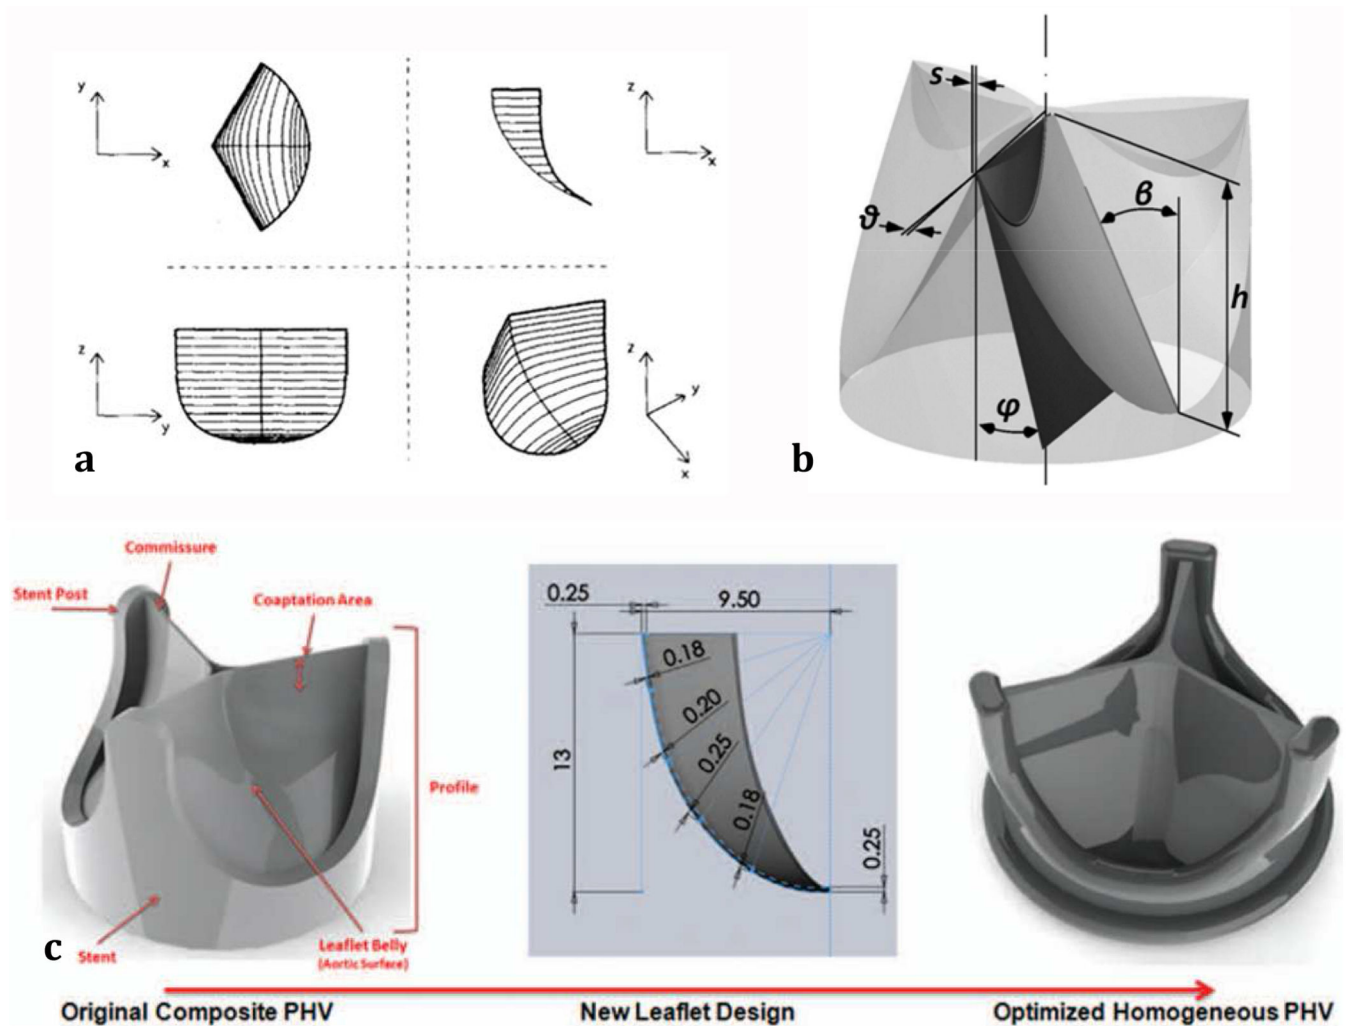 y
x
z
x
z
y
z
y
x
a
s
ϑ
β
h
φ
b
Commissure
Stent Post
Coaptation Area
Profile
Leaflet Belly
(Aortic Surface)
Stent
c
0.25
9.50
0.18
0.20
0.25
0.18
13
0.25
Original Composite PHV
New Leaflet Design
Optimized Homogeneous PHV